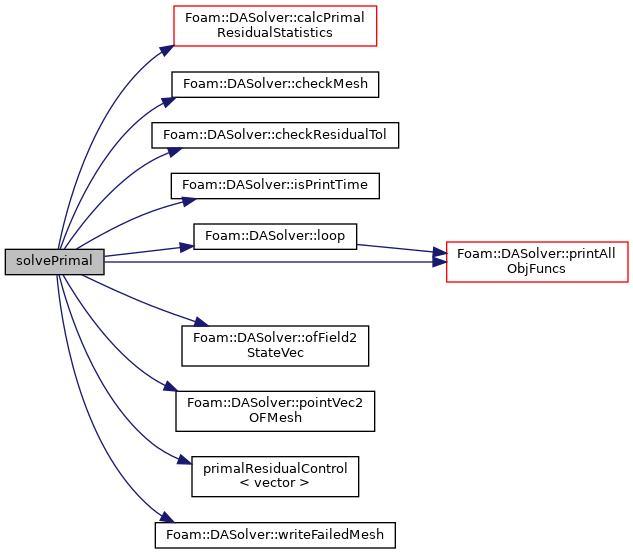 Foam::DASolver::calcPrimal
ResidualStatistics
Foam::DASolver::checkMesh
Foam::DASolver::checkResidualTol
Foam::DASolver::isPrintTime
Foam::DASolver::loop
Foam::DASolver::printAll
ObjFuncs
solvePrimal
Foam::DASolver::ofField2
StateVec
Foam::DASolver::pointVec2
OFMesh
primalResidualControl
< vector >
Foam::DASolver::writeFailedMesh